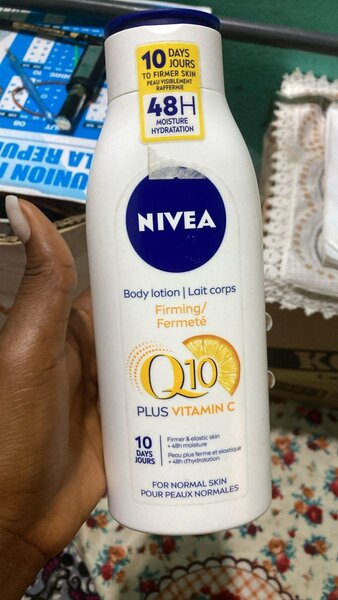 10 DAYS
JOURS
TO FIRMER SKIN
PEAU VISIBLEMENT
RAFFERMIE
48H
MOISTURE
HYDRATATION
NIVEA
Body lotion | Lait corps
Firming/
Fermeté
Q10
PLUS VITAMIN C
10
DAYS
JOURS
Firmer & elastic skin
+ 48h moisture
Peau plus ferme et elastique
+ 48h d'hydratation
FOR NORMAL SKIN
POUR PEAUX NORMALES
UNION
LA REPU